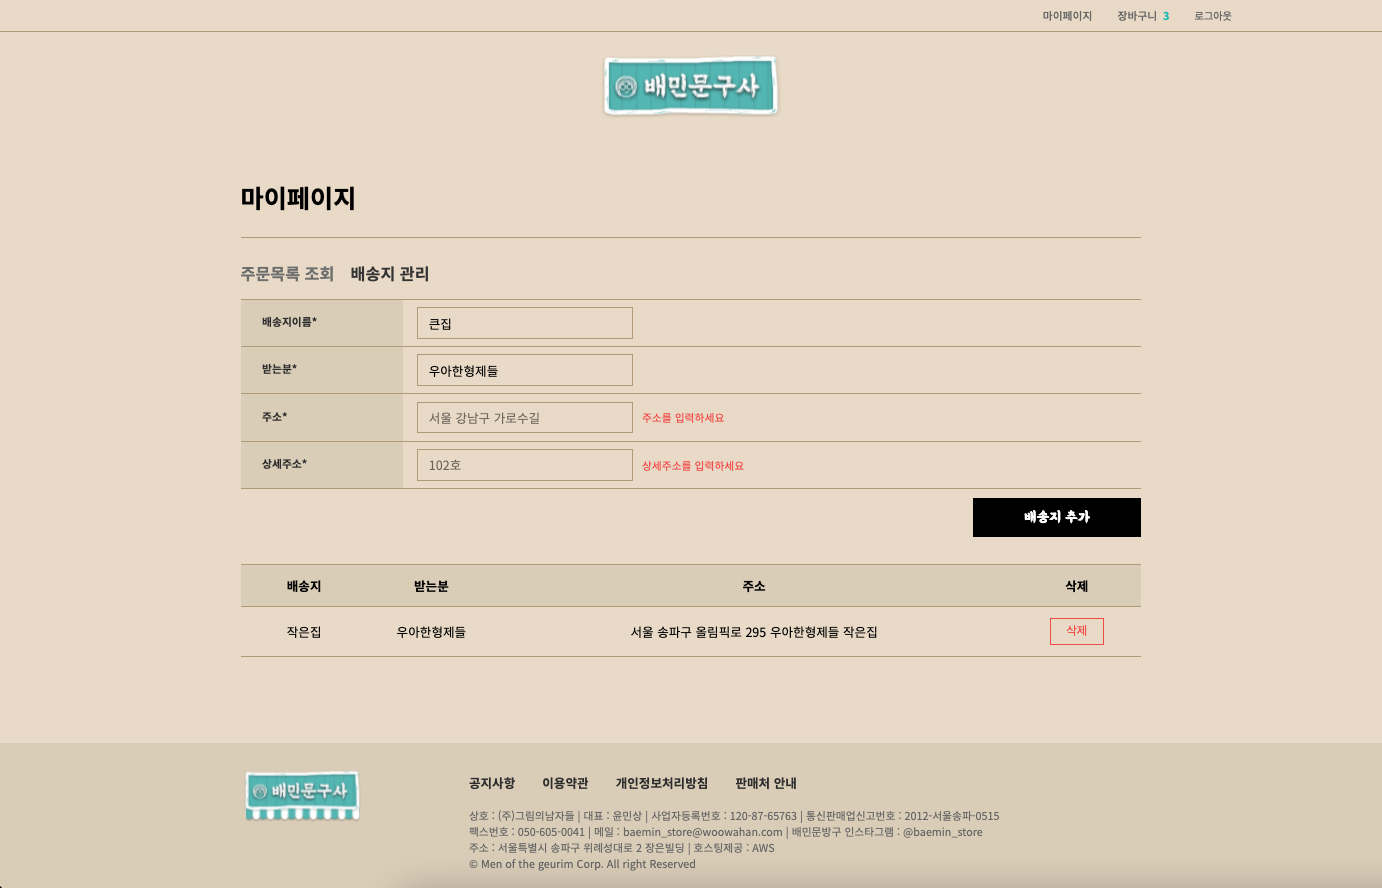 마이페이지 장바구니 3 로그아웃
배민문구사
마이페이지
주문목록 조회 배송지 관리
배송지이름* 큰집
받는분* 우아한형제들
주소* 서울 강남구 가로수길 주소를 입력하세요
상세주소* 102호 상세주소를 입력하세요
배송지 추가
배송지 받는분 주소 삭제
작은집 우아한형제들 서울 송파구 올림픽로 295 우아한형제들 작은집 삭제
배민문구사
공지사항 이용약관 개인정보처리방침 판매처 안내
상호 : (주)그림의남자들 | 대표 : 윤민상 | 사업자등록번호 : 120-87-65763 | 통신판매업신고번호 : 2012-서울송파-0515
팩스번호 : 050-605-0041 | 메일 : baemin_store@woowahan.com | 배민문방구 인스타그램 : @baemin_store
주소 : 서울특별시 송파구 위례성대로 2 장은빌딩 | 호스팅제공 : AWS
© Men of the geurim Corp. All right Reserved